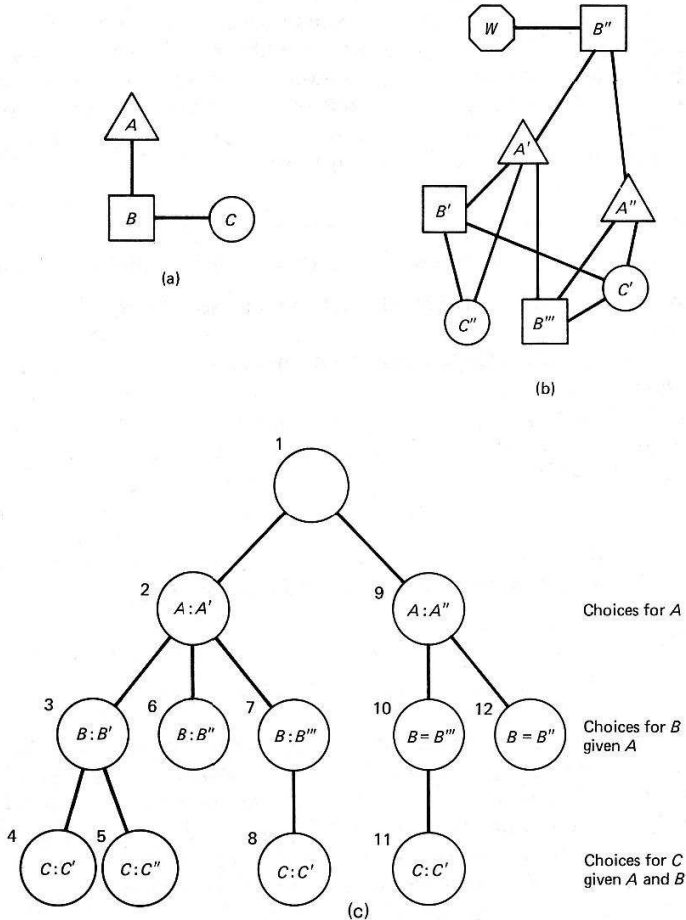 W
B″
A
A′
B′
A″
B
C
C′
(a)
C″
B‴
(b)
1
2
A : A′
9
A : A″
Choices for A
3
B : B′
6
B : B″
7
B : B‴
10
B = B‴
12
B = B″
Choices for B
given A
4
C : C′
5
C : C″
8
C : C′
11
C : C′
Choices for C
given A and B
(c)